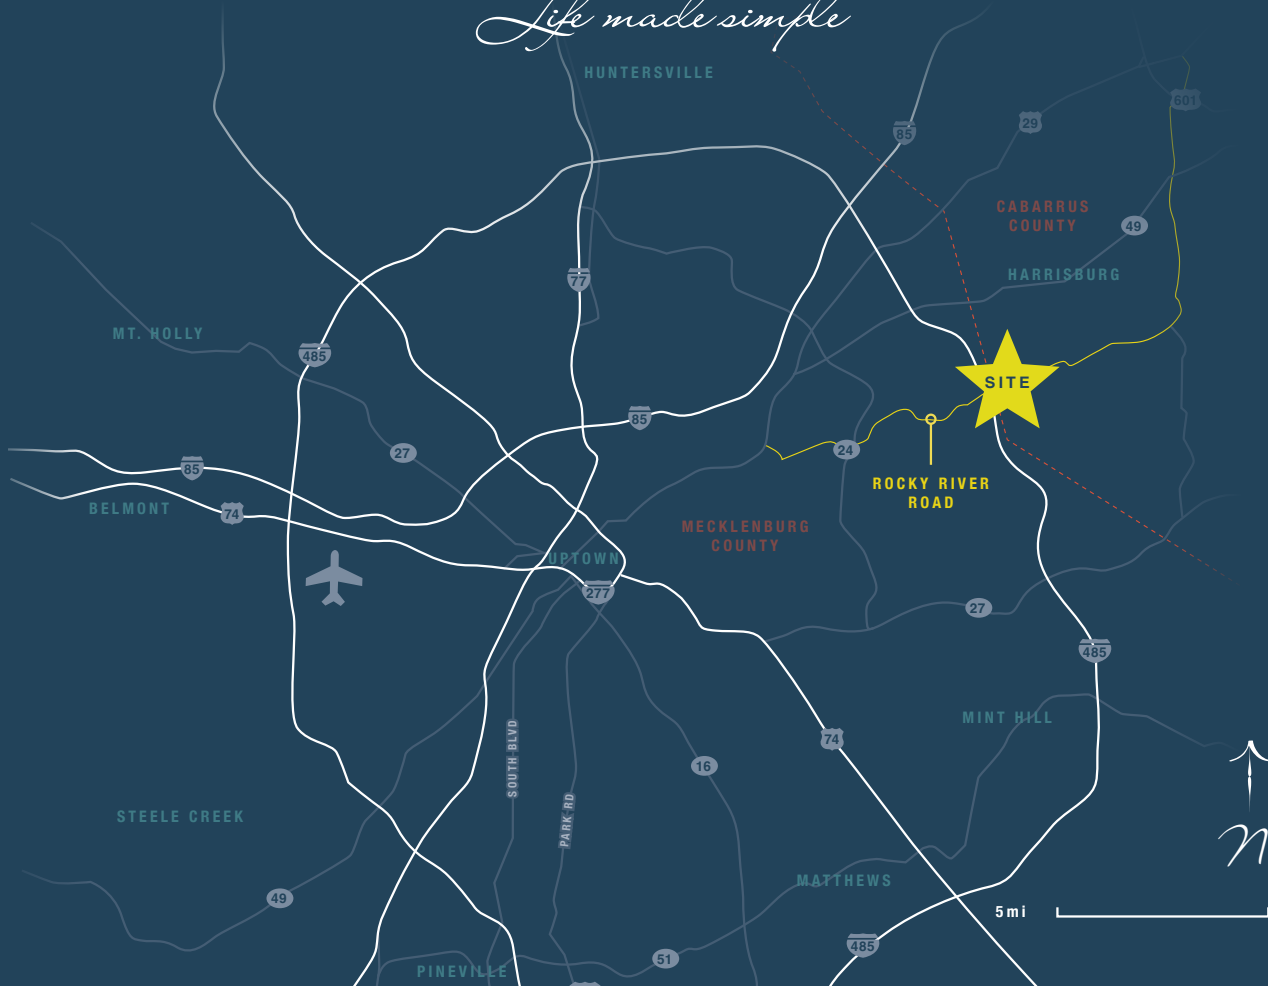 Life made simple
HUNTERSVILLE
601
29
85
CABARRUS
COUNTY
49
HARRISBURG
77
MT. HOLLY
485
SITE
85
27
24
85
ROCKY RIVER
ROAD
BELMONT
74
MECKLENBURG
COUNTY
UPTOWN
277
27
485
MINT HILL
74
SOUTH BLVD
16
PARK RD
STEELE CREEK
MATTHEWS
49
5mi
485
51
PINEVILLE